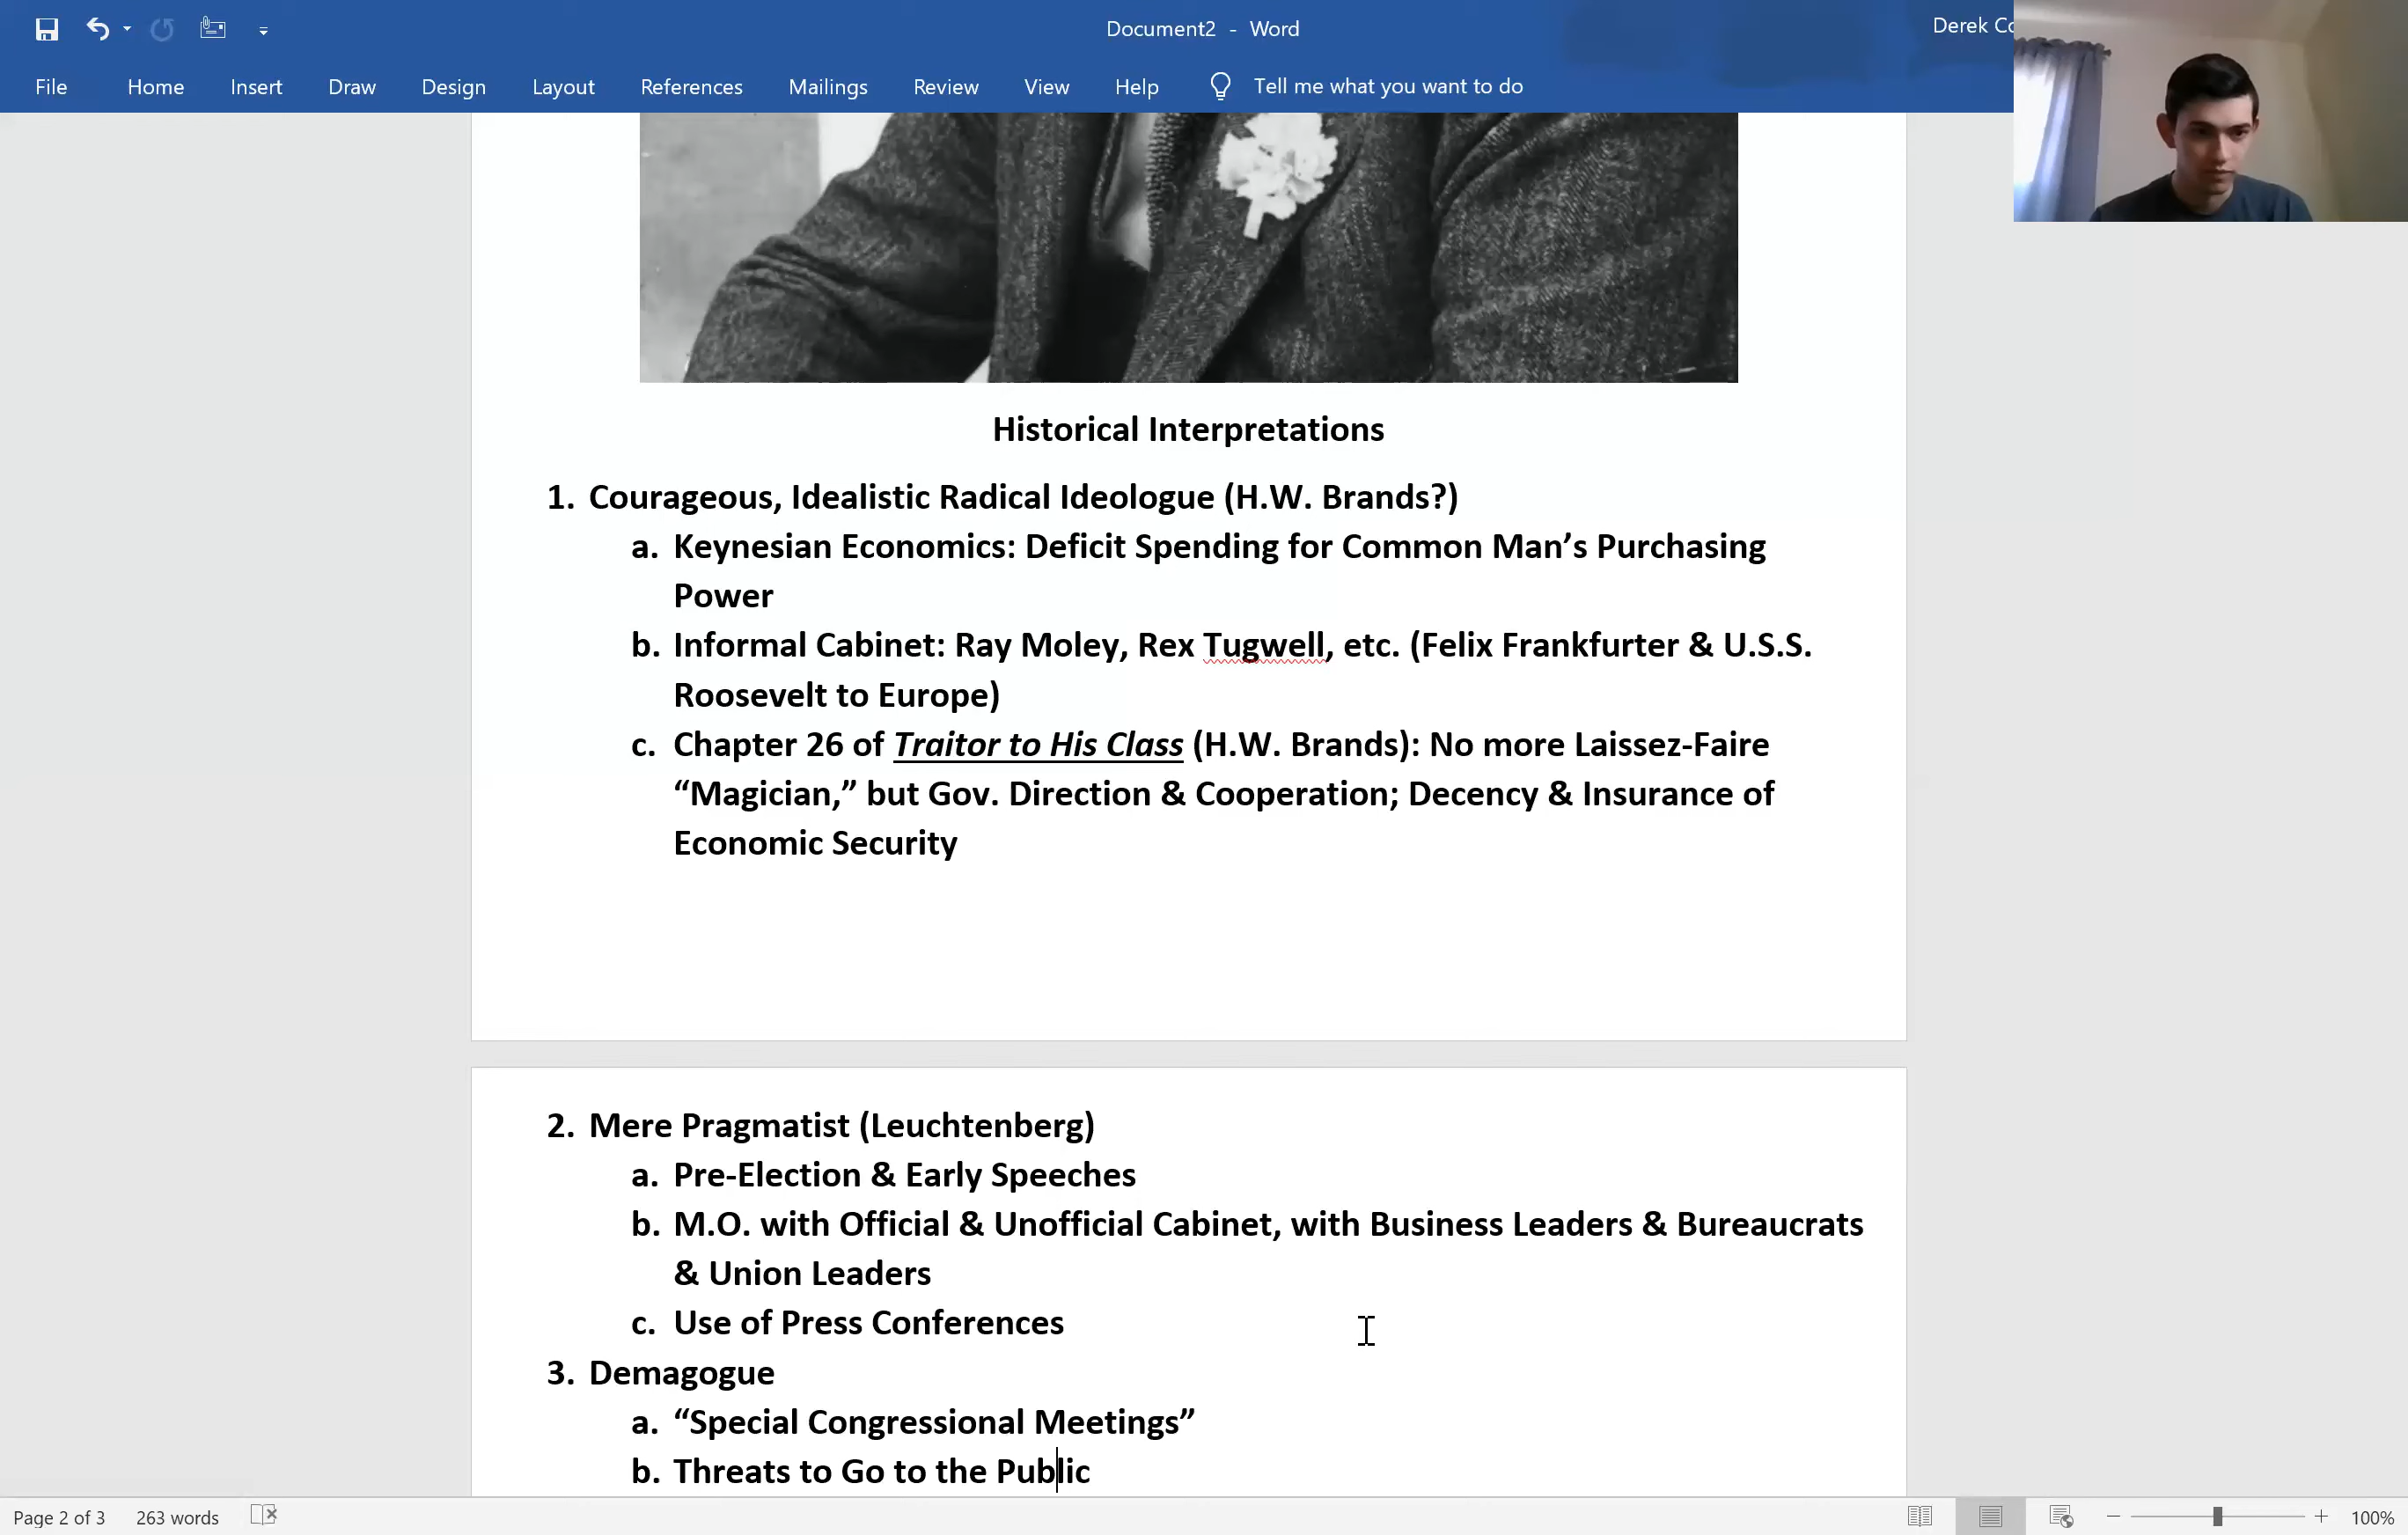 Document2 - Word
Derek Co
File Home Insert Draw Design Layout References Mailings Review View Help Tell me what you want to do
Historical Interpretations
1. Courageous, Idealistic Radical Ideologue (H.W. Brands?)
a. Keynesian Economics: Deficit Spending for Common Man’s Purchasing
Power
b. Informal Cabinet: Ray Moley, Rex Tugwell, etc. (Felix Frankfurter & U.S.S.
Roosevelt to Europe)
c. Chapter 26 of Traitor to His Class (H.W. Brands): No more Laissez-Faire
“Magician,” but Gov. Direction & Cooperation; Decency & Insurance of
Economic Security
2. Mere Pragmatist (Leuchtenberg)
a. Pre-Election & Early Speeches
b. M.O. with Official & Unofficial Cabinet, with Business Leaders & Bureaucrats
& Union Leaders
c. Use of Press Conferences
3. Demagogue
a. “Special Congressional Meetings”
b. Threats to Go to the Public
Page 2 of 3 263 words 100%